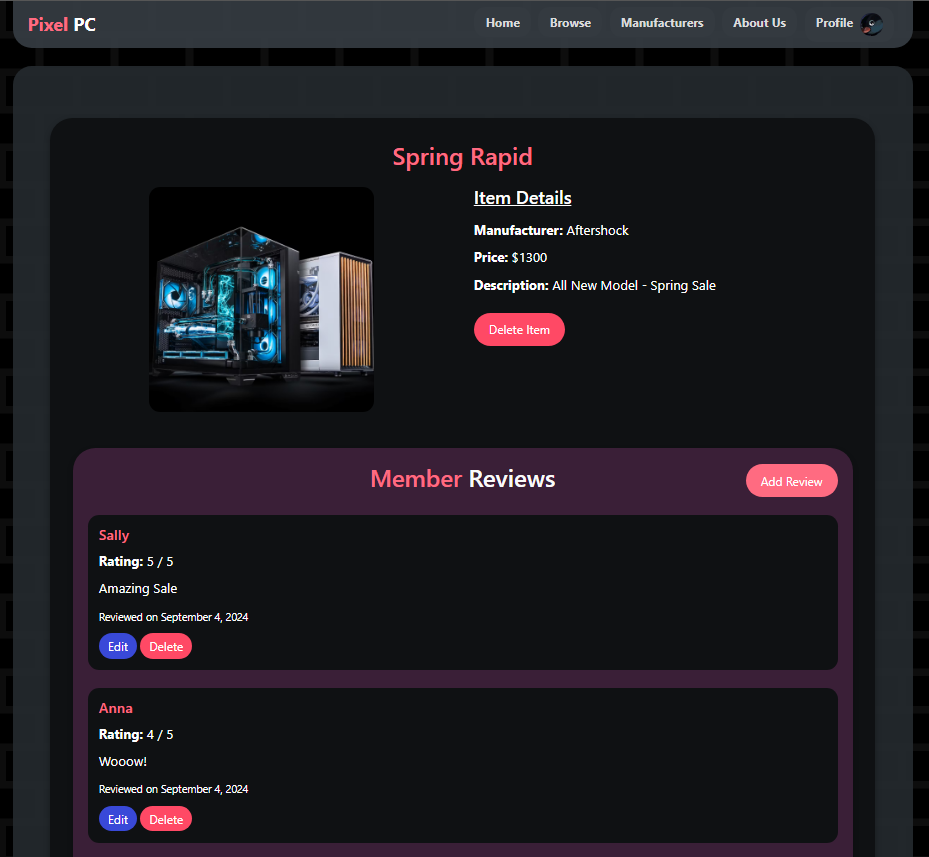 Pixel PC
Home Browse Manufacturers About Us Profile
Spring Rapid
Item Details
Manufacturer: Aftershock
Price: $1300
Description: All New Model - Spring Sale
Delete Item
Member Reviews
Add Review
Sally
Rating: 5 / 5
Amazing Sale
Reviewed on September 4, 2024
Edit Delete
Anna
Rating: 4 / 5
Wooow!
Reviewed on September 4, 2024
Edit Delete